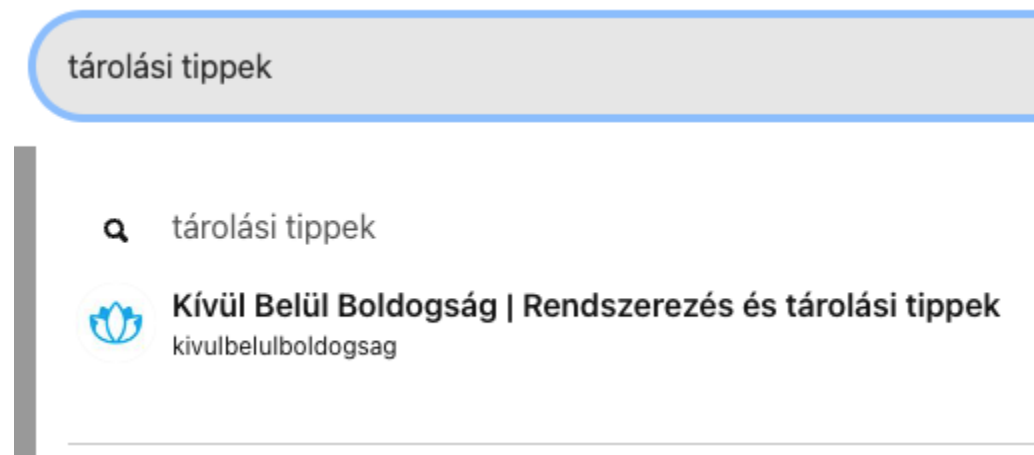 tárolási tippek
tárolási tippek
Kívül Belül Boldogság | Rendszerezés és tárolási tippek
kivulbelulboldogsag